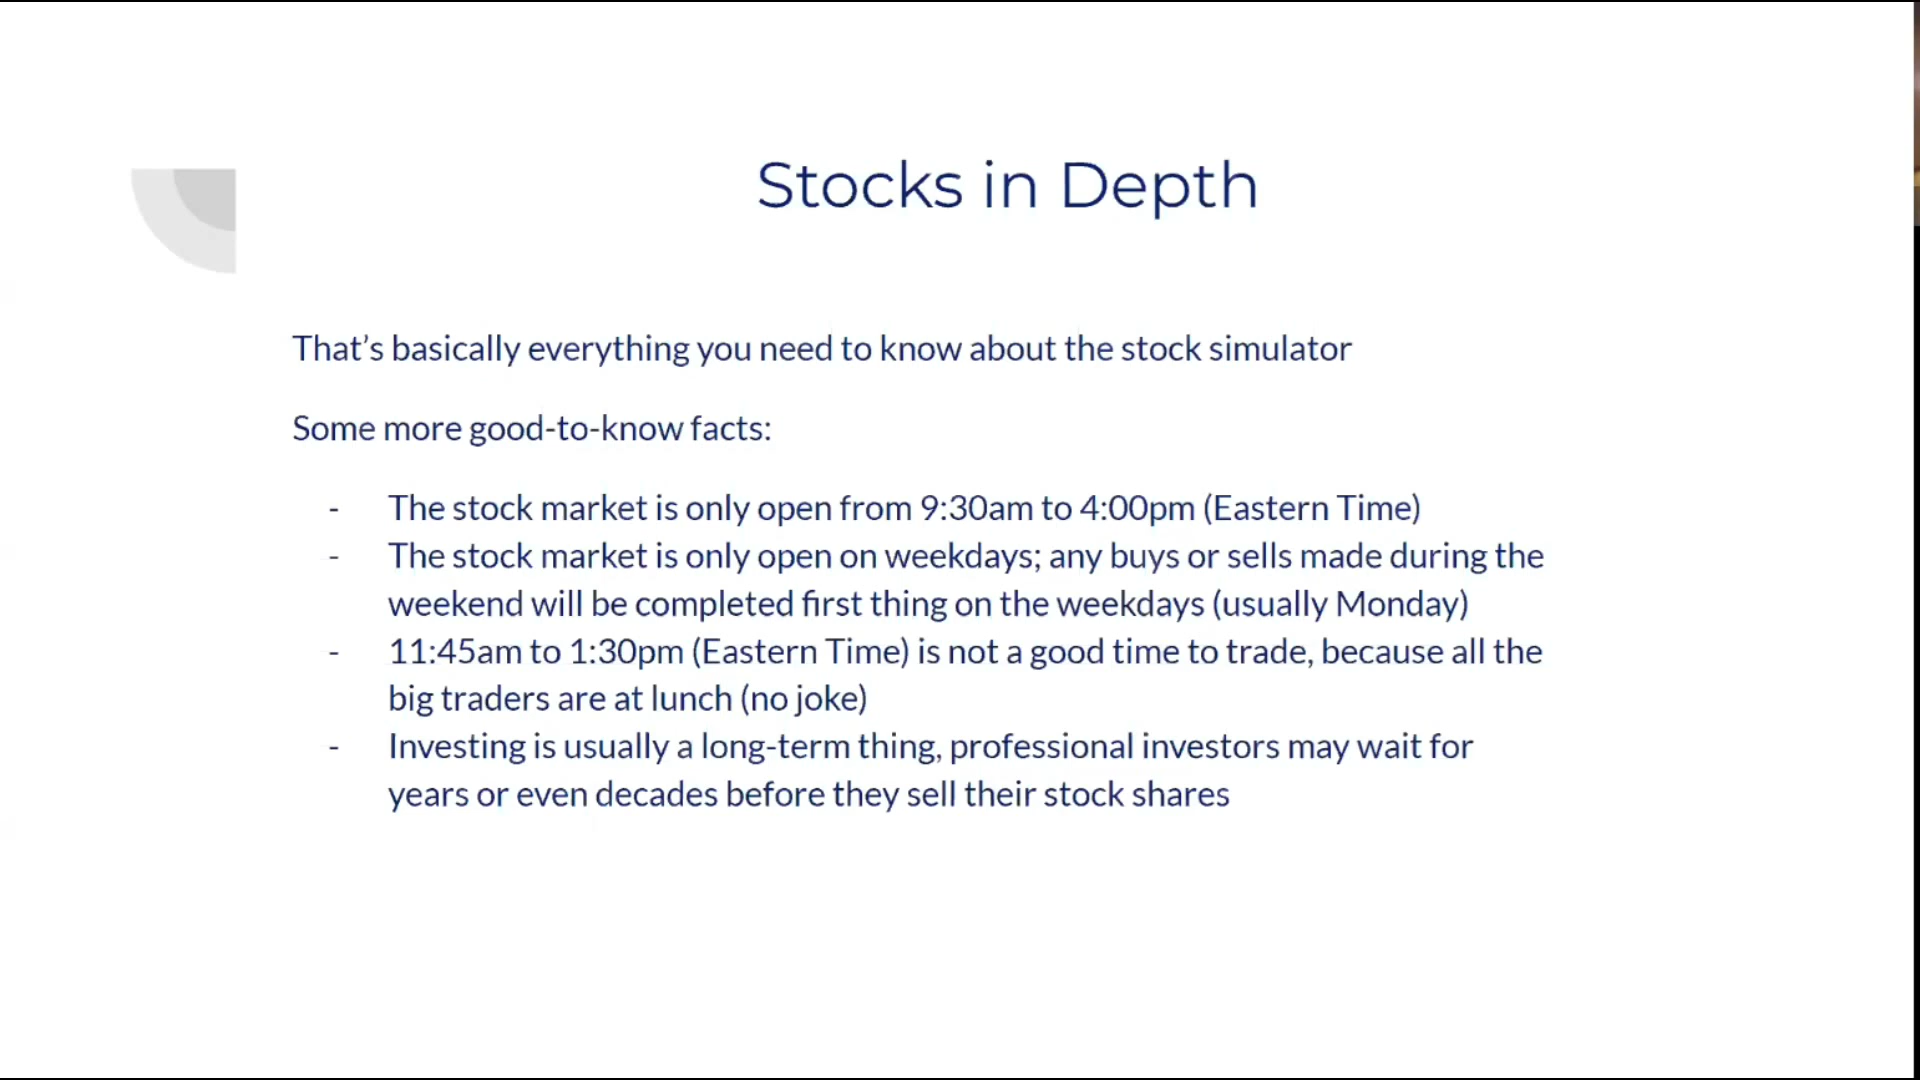 Stocks in Depth
That’s basically everything you need to know about the stock simulator
Some more good-to-know facts:
- The stock market is only open from 9:30am to 4:00pm (Eastern Time)
- The stock market is only open on weekdays; any buys or sells made during the
weekend will be completed first thing on the weekdays (usually Monday)
- 11:45am to 1:30pm (Eastern Time) is not a good time to trade, because all the
big traders are at lunch (no joke)
- Investing is usually a long-term thing, professional investors may wait for
years or even decades before they sell their stock shares